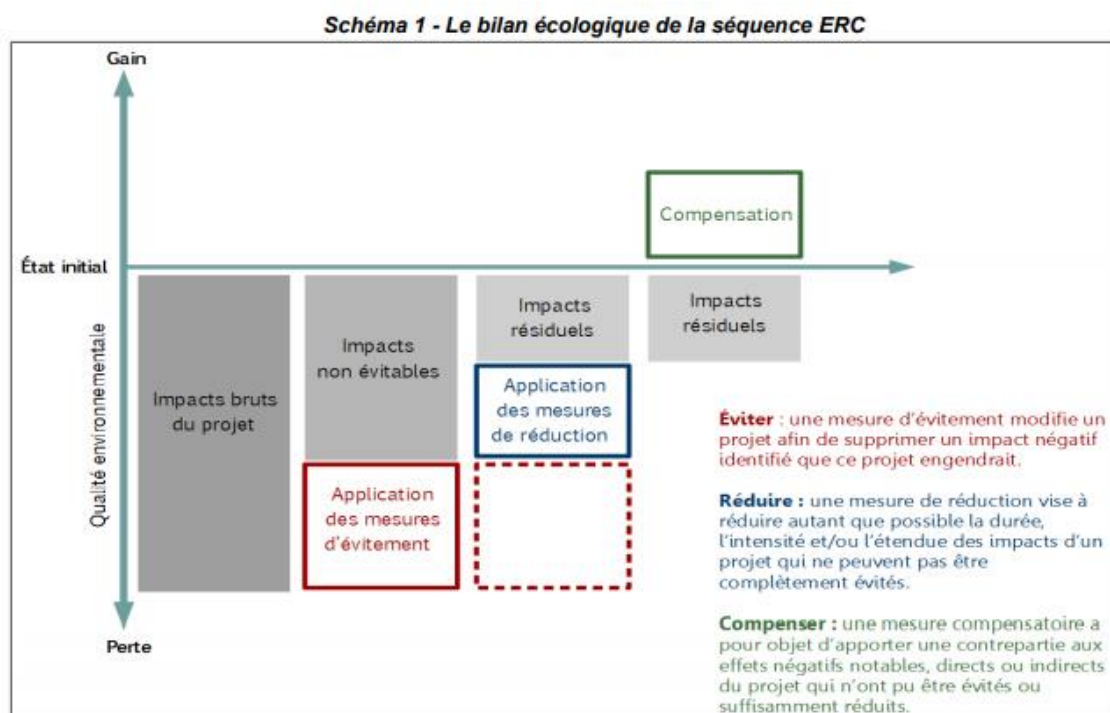 Schéma 1 - Le bilan écologique de la séquence ERC
Gain
Compensation
État initial
Qualité environnementale
Impacts bruts
du projet
Impacts
non évitables
Application
des mesures
d'évitement
Impacts
résiduels
Application
des mesures
de réduction
Impacts
résiduels
Perte
Éviter : une mesure d'évitement modifie un
projet afin de supprimer un impact négatif
identifié que ce projet engendrait.
Réduire : une mesure de réduction vise à
réduire autant que possible la durée,
l'intensité et/ou l'étendue des impacts d'un
projet qui ne peuvent pas être
complètement évités.
Compenser : une mesure compensatoire a
pour objet d'apporter une contrepartie aux
effets négatifs notables, directs ou indirects
du projet qui n'ont pu être évités ou
suffisamment réduits.